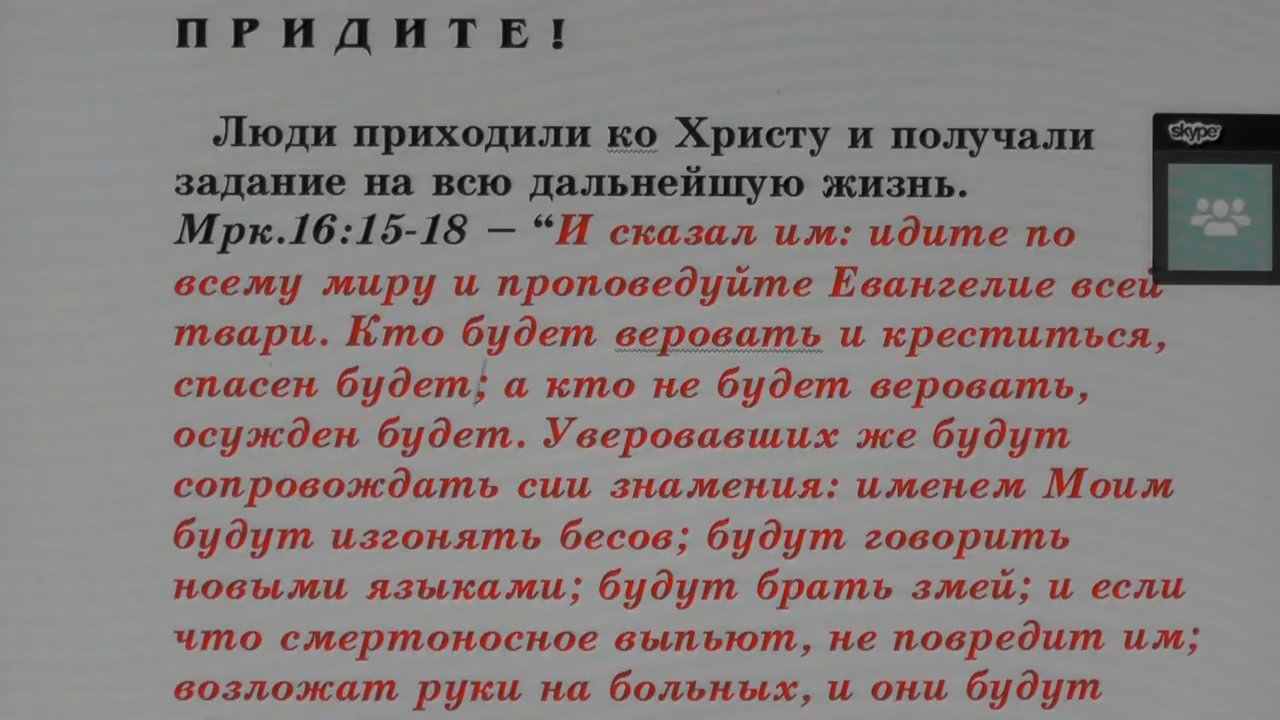 ПРИДИТЕ!
Люди приходили ко Христу и получали
задание на всю дальнейшую жизнь.
Мрк.16:15-18 – “И сказал им: идите по
всему миру и проповедуйте Евангелие всей
твари. Кто будет веровать и креститься,
спасен будет; а кто не будет веровать,
осужден будет. Уверовавших же будут
сопровождать сии знамения: именем Моим
будут изгонять бесов; будут говорить
новыми языками; будут брать змей; и если
что смертоносное выпьют, не повредит им;
возложат руки на больных, и они будут
skype